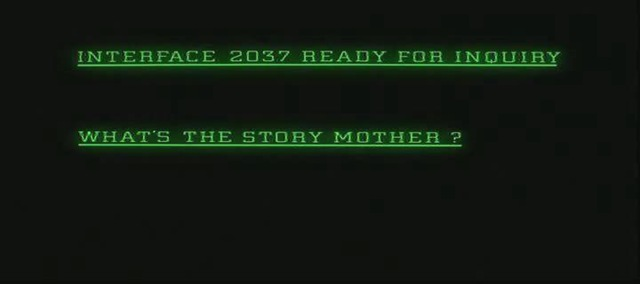 INTERFACE 2037 READY FOR INQUIRY
WHAT'S THE STORY MOTHER ?